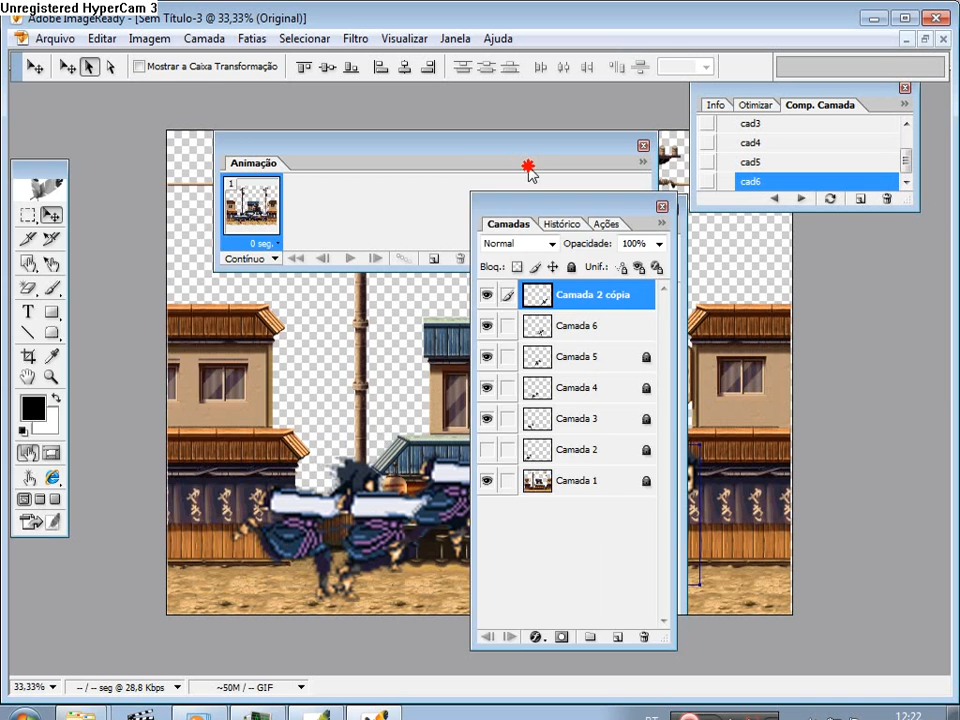 Unregistered HyperCam 3
Adobe ImageReady - [Sem Título-3 @ 33,33% (Original)]
Arquivo Editar Imagem Camada Fatias Selecionar Filtro Visualizar Janela Ajuda
Mostrar a Caixa Transformação
Info Otimizar Comp. Camada
cad3
cad4
cad5
cad6
Animação
1
0 seg.
Contínuo
Camadas Histórico Ações
Normal Opacidade: 100%
Bloq.: Unif.:
Camada 2 cópia
Camada 6
Camada 5
Camada 4
Camada 3
Camada 2
Camada 1
T
33,33% -- / -- seg @ 28,8 Kbps ~50M / GIF
PT 12:22